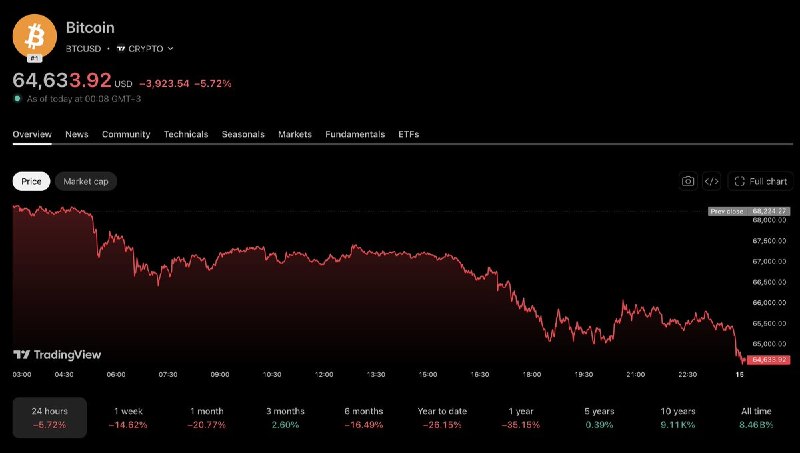 Bitcoin
BTCUSD • CRYPTO
#1
64,633.92 USD −3,923.54 −5.72%
As of today at 00:08 GMT−3
Overview News Community Technicals Seasonals Markets Fundamentals ETFs
Price Market cap Full chart
Prev close 68,224.22
68,000.00
67,500.00
67,000.00
66,500.00
66,000.00
65,500.00
65,000.00
64,633.92
TradingView
03:00 04:30 06:00 07:30 09:00 10:30 12:00 13:30 15:00 16:30 18:00 19:30 21:00 22:30 15
24 hours 1 week 1 month 3 months 6 months Year to date 1 year 5 years 10 years All time
−5.72% −14.62% −20.77% 2.60% −16.49% −26.15% −35.15% 0.39% 9.11K% 8.46B%